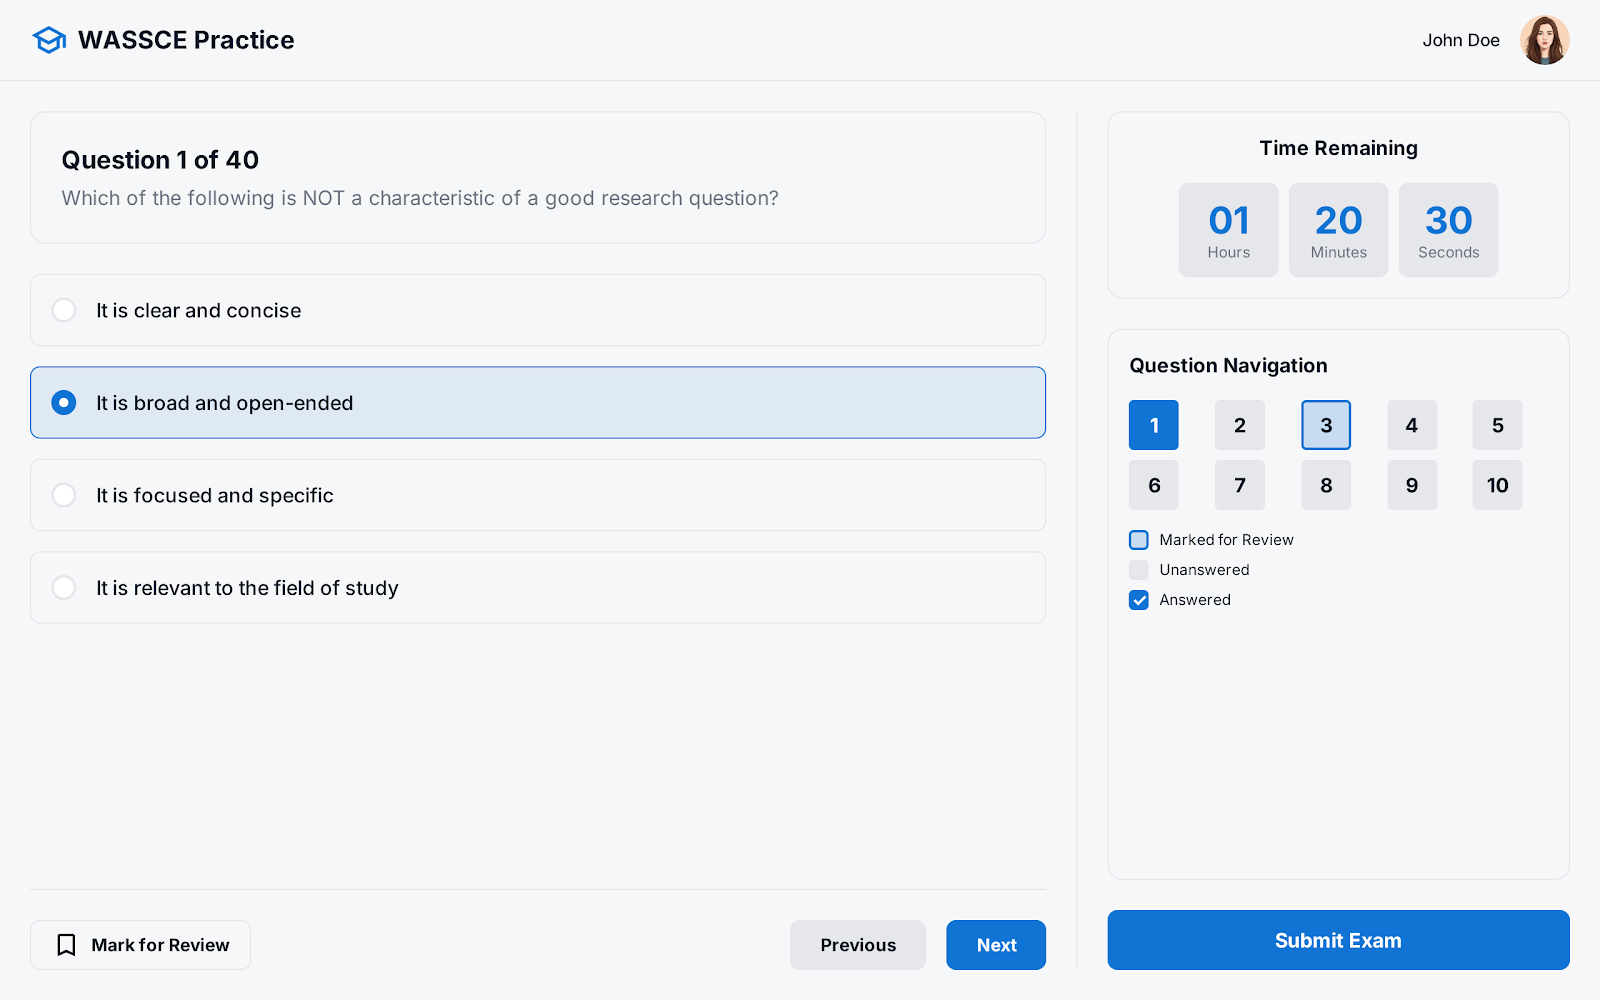 WASSCE Practice
John Doe
Question 1 of 40
Which of the following is NOT a characteristic of a good research question?
It is clear and concise
It is broad and open-ended
It is focused and specific
It is relevant to the field of study
Mark for Review
Previous
Next
Time Remaining
01 20 30
Hours Minutes Seconds
Question Navigation
1 2 3 4 5
6 7 8 9 10
Marked for Review
Unanswered
Answered
Submit Exam